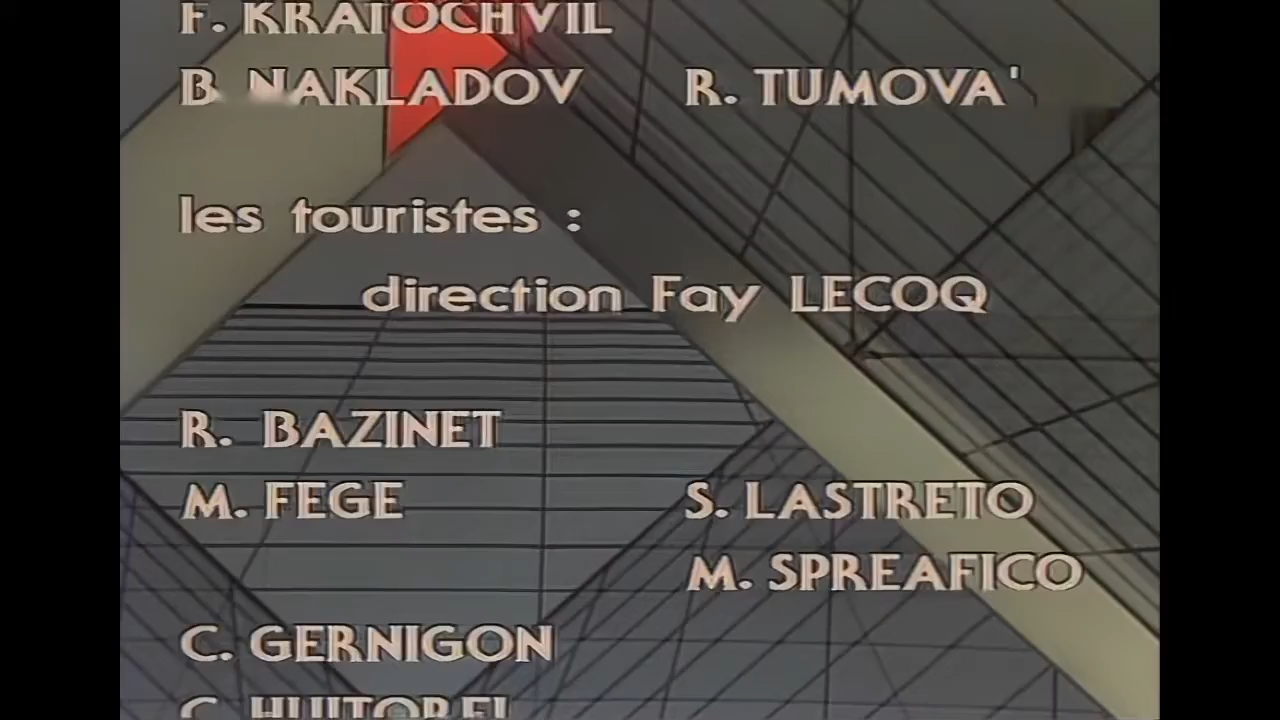 F. KRATOCHVIL
B NAKLADOV R. TUMOVA'
les touristes :
direction Fay LECOQ
R. BAZINET
M. FEGE S. LASTRETO
M. SPREAFICO
C. GERNIGON